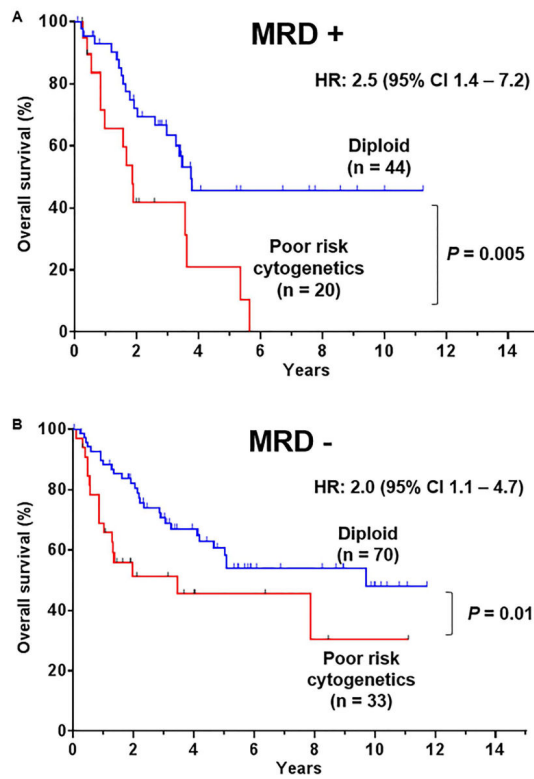 A
MRD +
HR: 2.5 (95% CI 1.4 – 7.2)
Overall survival (%)
100
80
60
40
20
0
Diploid
(n = 44)
Poor risk
cytogenetics
(n = 20)
P = 0.005
0 2 4 6 8 10 12 14
Years
B
MRD -
HR: 2.0 (95% CI 1.1 – 4.7)
Overall survival (%)
100
80
60
40
20
0
Diploid
(n = 70)
P = 0.01
Poor risk
cytogenetics
(n = 33)
0 2 4 6 8 10 12 14
Years